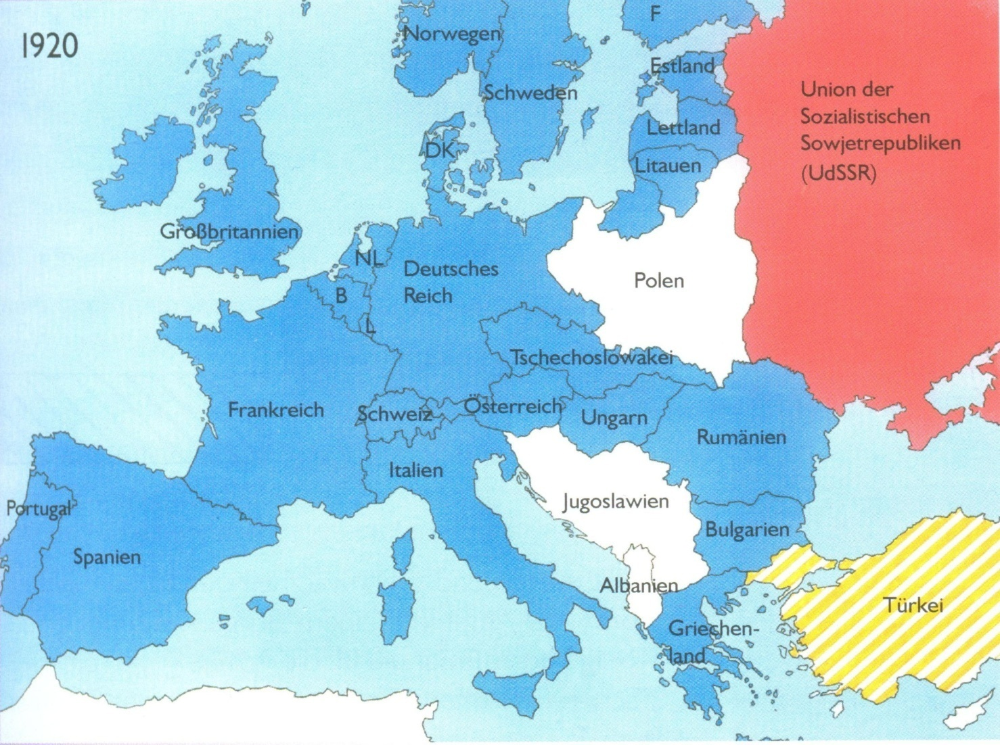 1920
Norwegen
F
Estland
Schweden
Union der
Sozialistischen
Sowjetrepubliken
(UdSSR)
Lettland
DK
Litauen
Großbritannien
NL
Deutsches
Reich
Polen
B
L
Tschechoslowakei
Frankreich
Schweiz
Österreich
Ungarn
Rumänien
Italien
Portugal
Jugoslawien
Bulgarien
Spanien
Albanien
Türkei
Griechen-
land